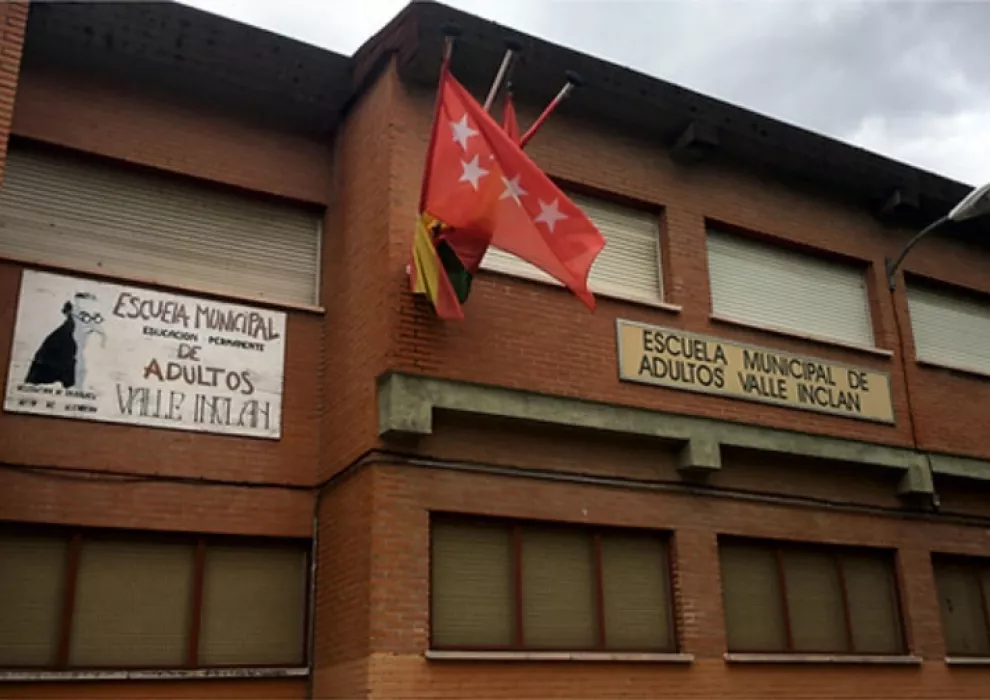 ESCUELA MUNICIPAL
EDUCACION PERMANENTE
DE
ADULTOS
VALLE INCLAN
ESCUELA MUNICIPAL DE
ADULTOS VALLE INCLAN